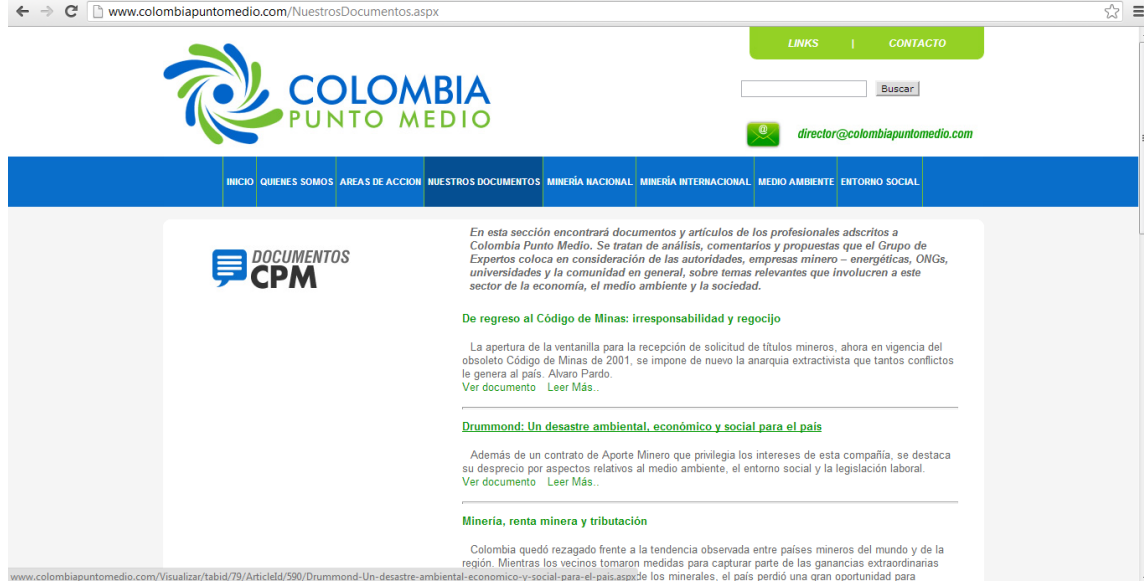 www.colombiapuntomedio.com/NuestrosDocumentos.aspx
LINKS | CONTACTO
COLOMBIA
PUNTO MEDIO
Buscar
@
director@colombiapuntomedio.com
INICIO QUIENES SOMOS AREAS DE ACCION NUESTROS DOCUMENTOS MINERÌA NACIONAL MINERÍA INTERNACIONAL MEDIO AMBIENTE ENTORNO SOCIAL
DOCUMENTOS
CPM
En esta sección encontrará documentos y artículos de los profesionales adscritos a
Colombia Punto Medio. Se tratan de análisis, comentarios y propuestas que el Grupo de
Expertos coloca en consideración de las autoridades, empresas minero – energéticas, ONGs,
universidades y la comunidad en general, sobre temas relevantes que involucren a este
sector de la economía, el medio ambiente y la sociedad.
De regreso al Código de Minas: irresponsabilidad y regocijo
La apertura de la ventanilla para la recepción de solicitud de títulos mineros, ahora en vigencia del
obsoleto Código de Minas de 2001, se impone de nuevo la anarquia extractivista que tantos conflictos
le genera al país. Alvaro Pardo.
Ver documento Leer Más..
Drummond: Un desastre ambiental, económico y social para el país
Además de un contrato de Aporte Minero que privilegia los intereses de esta compañía, se destaca
su desprecio por aspectos relativos al medio ambiente, el entorno social y la legislación laboral.
Ver documento Leer Más..
Minería, renta minera y tributación
Colombia quedó rezagado frente a la tendencia observada entre países mineros del mundo y de la
región. Mientras los vecinos tomaron medidas para capturar parte de las ganancias extraordinarias
de los minerales, el país perdió una gran oportunidad para
www.colombiapuntomedio.com/Visualizar/tabid/79/ArticleId/590/Drummond-Un-desastre-ambiental-economico-y-social-para-el-pais.aspx